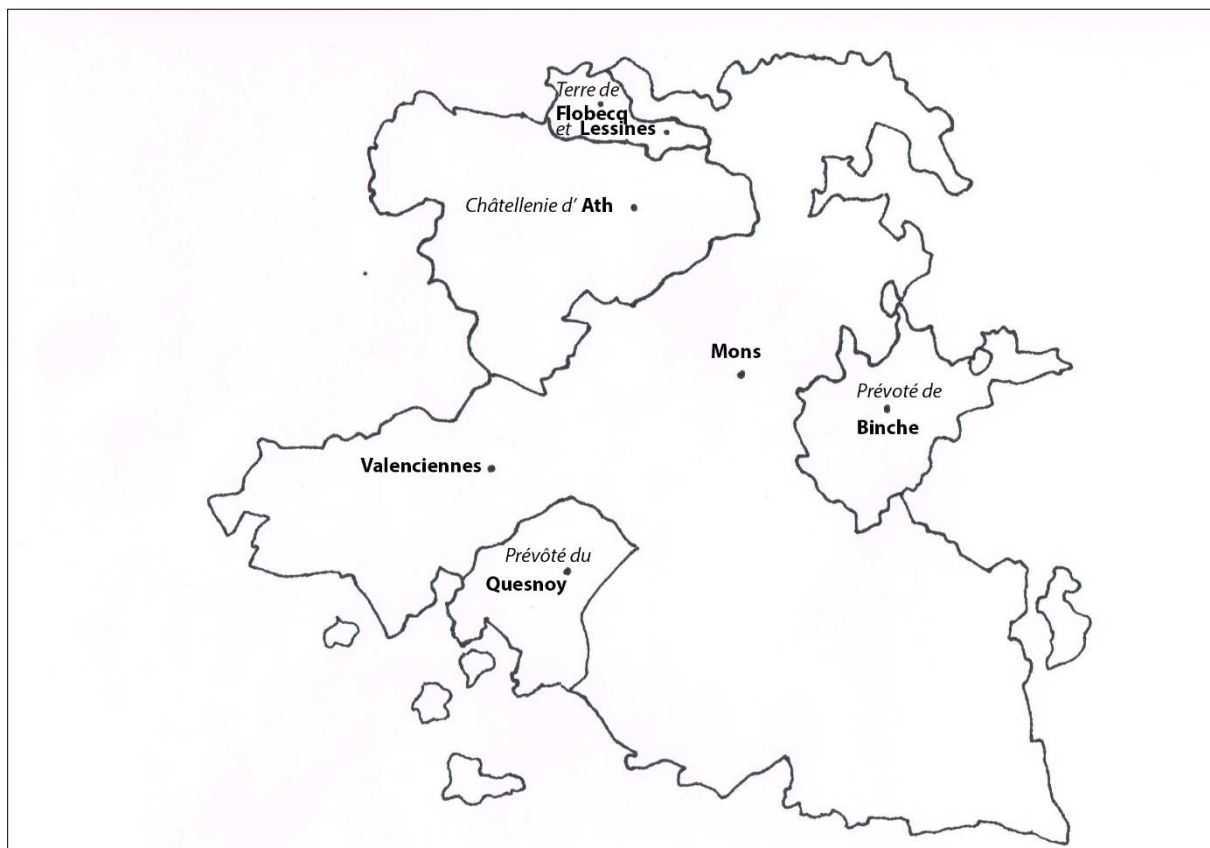 Terre de
Flobecq
et Lessines
Châtellenie d' Ath
Mons
Prévoté de
Binche
Valenciennes
Prévôté du
Quesnoy